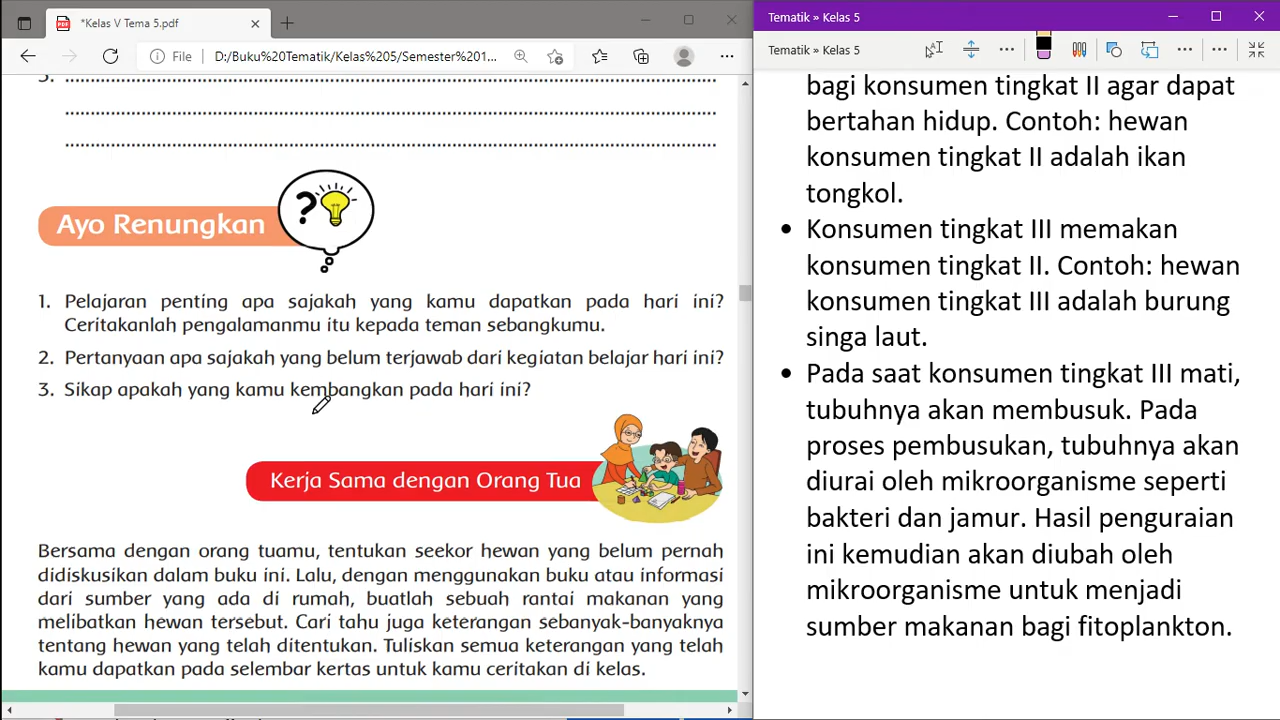 *Kelas V Tema 5.pdf
File
D:/Buku%20Tematik/Kelas%205/Semester%201...
3. ........................................
........................................
........................................
Ayo Renungkan
?
1. Pelajaran penting apa sajakah yang kamu dapatkan pada hari ini?
Ceritakanlah pengalamanmu itu kepada teman sebangkumu.
2. Pertanyaan apa sajakah yang belum terjawab dari kegiatan belajar hari ini?
3. Sikap apakah yang kamu kembangkan pada hari ini?
Kerja Sama dengan Orang Tua
Bersama dengan orang tuamu, tentukan seekor hewan yang belum pernah
didiskusikan dalam buku ini. Lalu, dengan menggunakan buku atau informasi
dari sumber yang ada di rumah, buatlah sebuah rantai makanan yang
melibatkan hewan tersebut. Cari tahu juga keterangan sebanyak-banyaknya
tentang hewan yang telah ditentukan. Tuliskan semua keterangan yang telah
kamu dapatkan pada selembar kertas untuk kamu ceritakan di kelas.
Tematik » Kelas 5
Tematik » Kelas 5
bagi konsumen tingkat II agar dapat
bertahan hidup. Contoh: hewan
konsumen tingkat II adalah ikan
tongkol.
• Konsumen tingkat III memakan
konsumen tingkat II. Contoh: hewan
konsumen tingkat III adalah burung
singa laut.
• Pada saat konsumen tingkat III mati,
tubuhnya akan membusuk. Pada
proses pembusukan, tubuhnya akan
diurai oleh mikroorganisme seperti
bakteri dan jamur. Hasil penguraian
ini kemudian akan diubah oleh
mikroorganisme untuk menjadi
sumber makanan bagi fitoplankton.